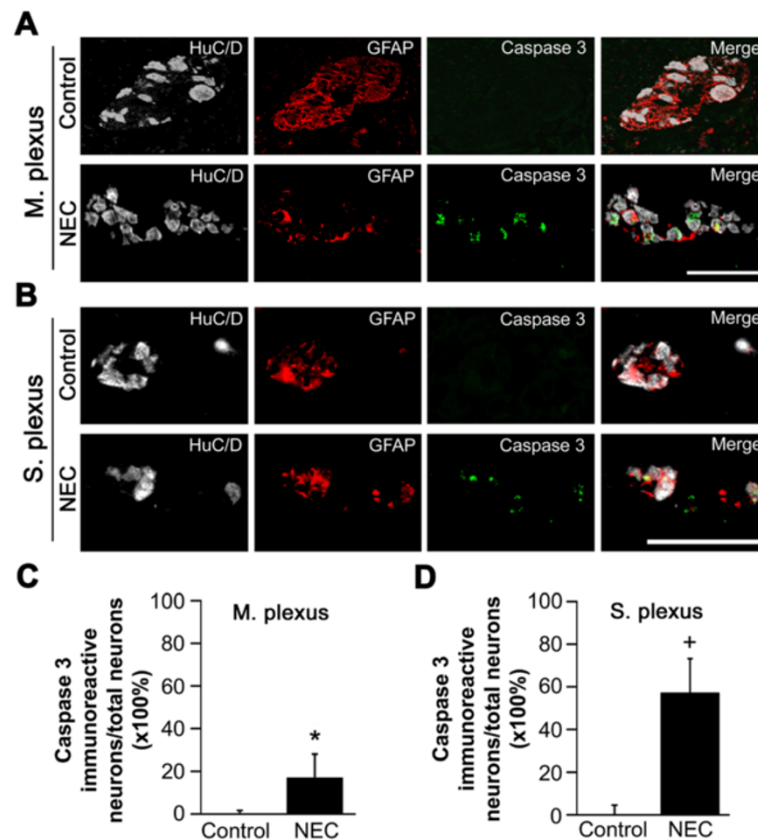 A
M. plexus
Control
HuC/D
GFAP
Caspase 3
Merge
NEC
HuC/D
GFAP
Caspase 3
Merge
B
S. plexus
Control
HuC/D
GFAP
Caspase 3
Merge
NEC
HuC/D
GFAP
Caspase 3
Merge
C
Caspase 3
immunoreactive
neurons/total neurons
(x100%)
M. plexus
100
80
60
40
20
0
*
Control NEC
D
Caspase 3
immunoreactive
neurons/total neurons
(x100%)
S. plexus
100
80
60
40
20
0
+
Control NEC